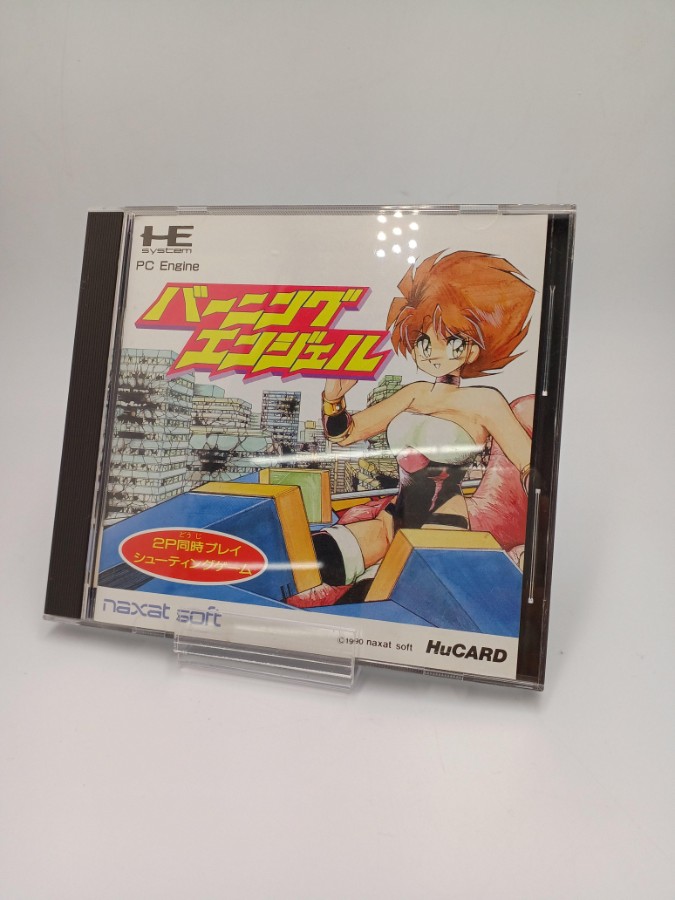 HE
system
PC Engine
バーニング
エンジェル
どうじ
2P同時プレイ
シューティングゲーム
naxat soft
©1990 naxat soft
HuCARD